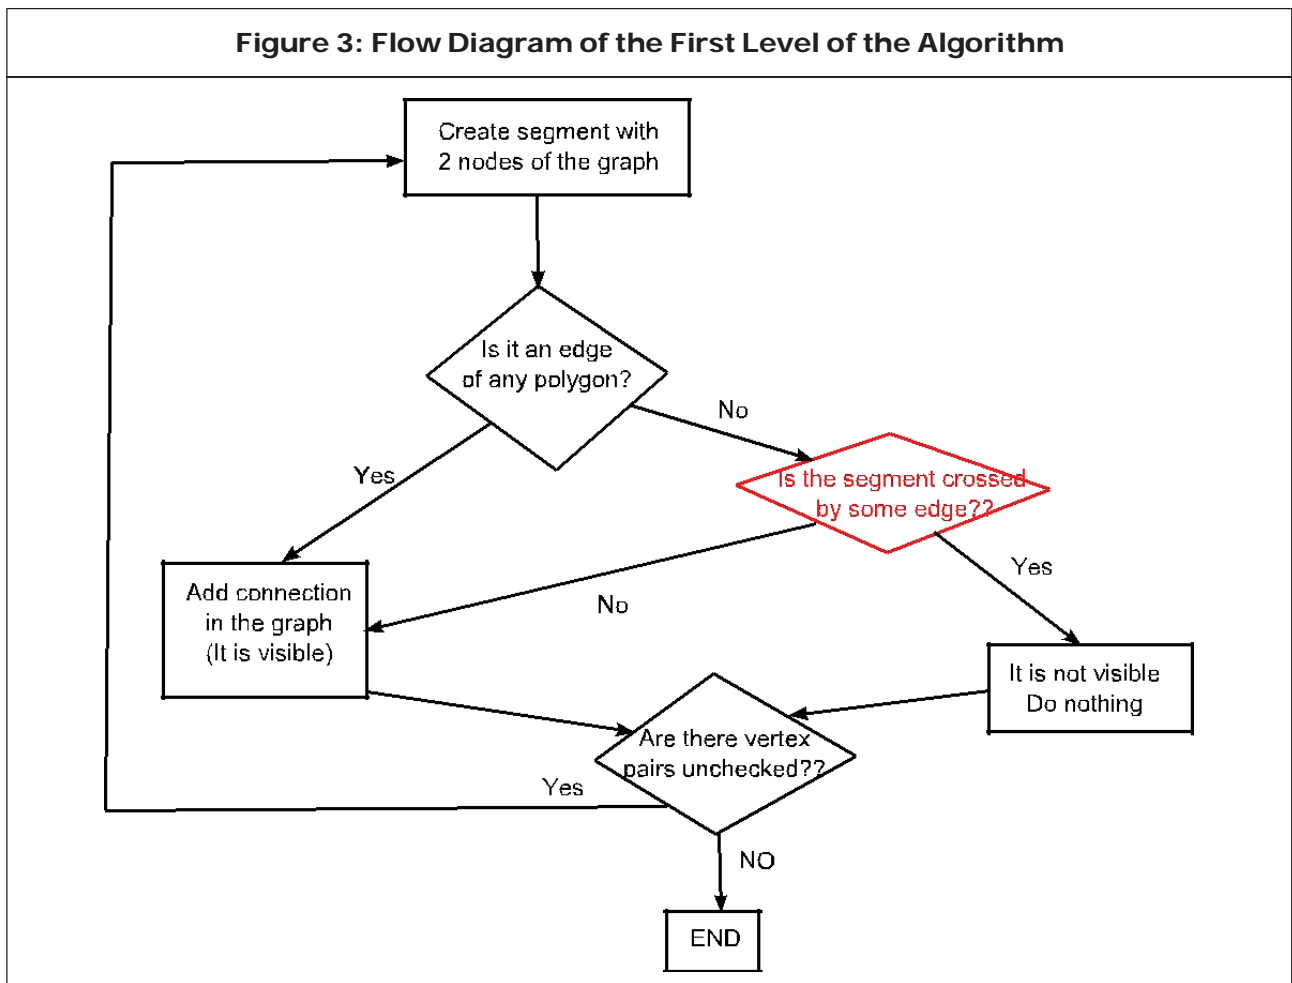 Figure 3: Flow Diagram of the First Level of the Algorithm
Create segment with
2 nodes of the graph
Is it an edge
of any polygon?
No
Yes
Is the segment crossed
by some edge??
Yes
No
Add connection
in the graph
(It is visible)
It is not visible
Do nothing
Are there vertex
pairs unchecked??
Yes
NO
END